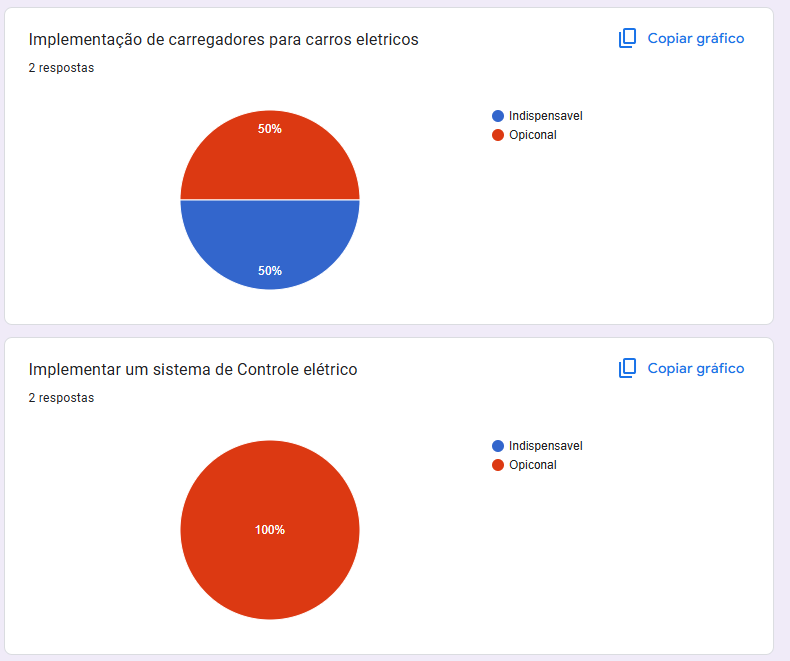 Implementação de carregadores para carros eletricos
Copiar gráfico
2 respostas
50%
50%
Indispensavel
Opiconal
Implementar um sistema de Controle elétrico
Copiar gráfico
2 respostas
100%
Indispensavel
Opiconal